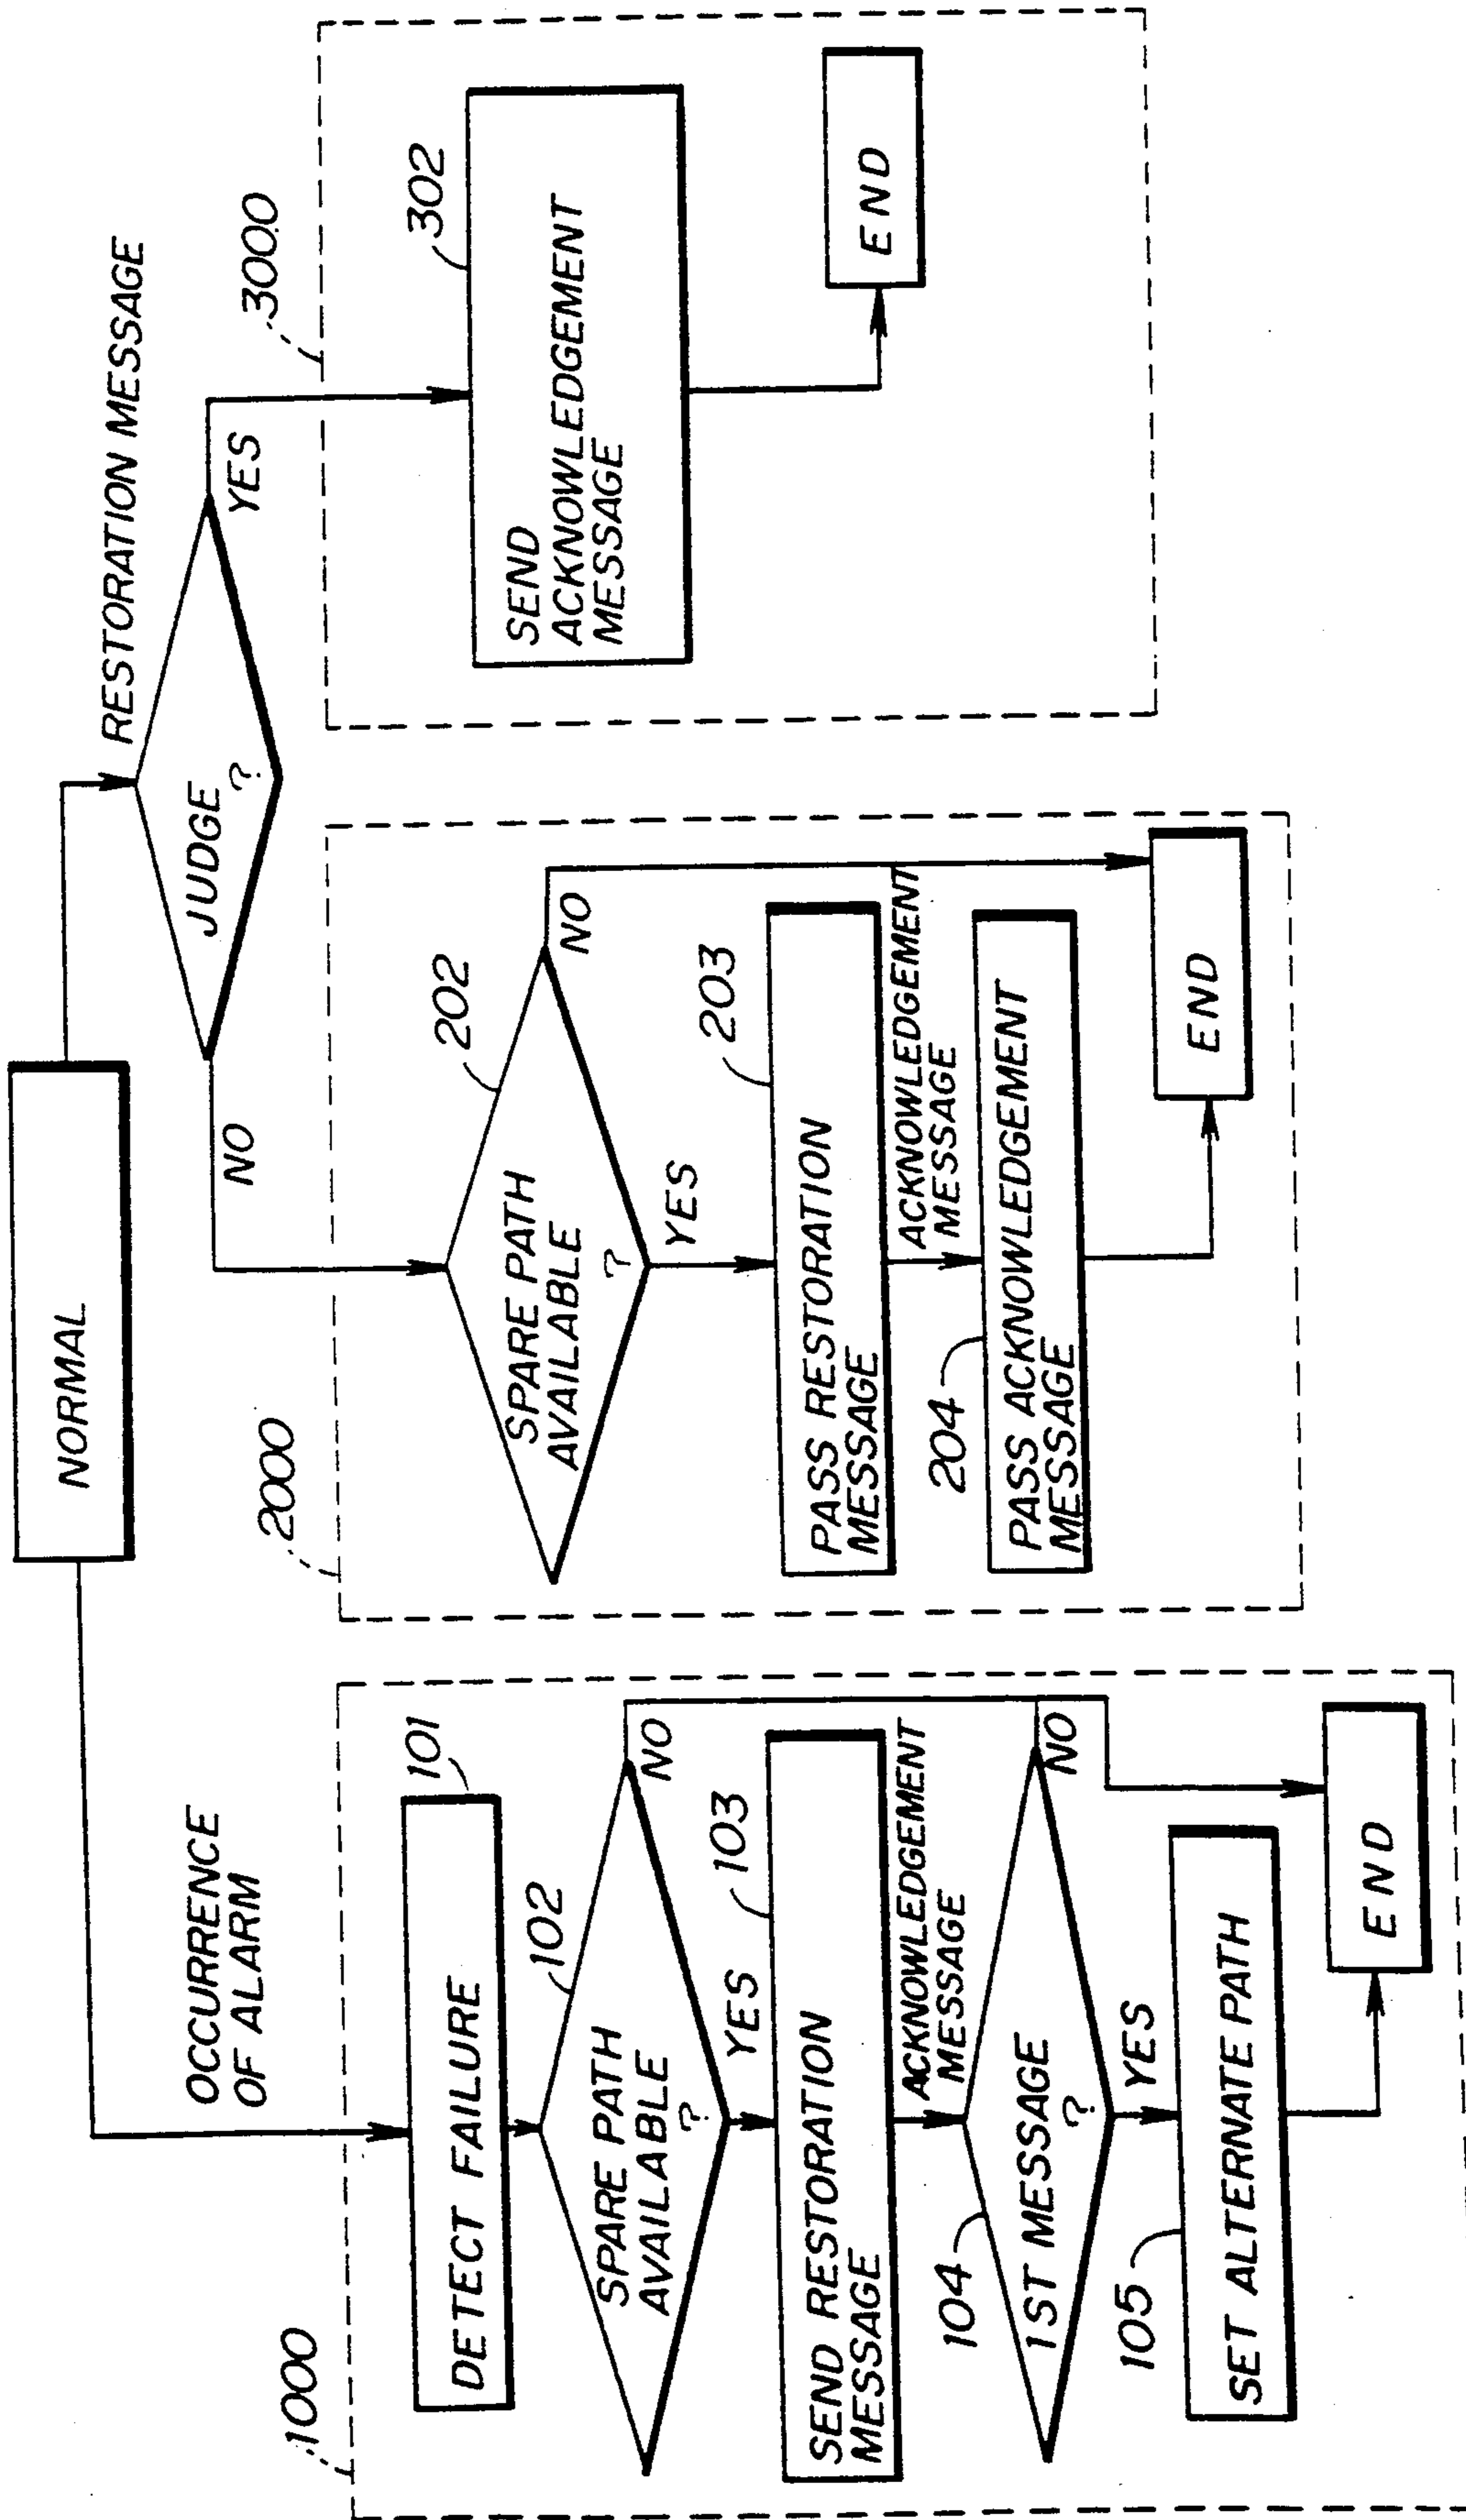 NORMAL
OCCURRENCE
OF ALARM
RESTORATION MESSAGE
JUDGE
?
NO
YES
1000
DETECT FAILURE
101
SPARE PATH
AVAILABLE
?
102
NO
YES
SEND RESTORATION
MESSAGE
103
ACKNOWLEDGEMENT
MESSAGE
104
1ST MESSAGE
?
NO
YES
105
SET ALTERNATE PATH
END
2000
SPARE PATH
AVAILABLE
?
202
NO
YES
PASS RESTORATION
MESSAGE
203
ACKNOWLEDGEMENT
MESSAGE
204
PASS ACKNOWLEDGEMENT
MESSAGE
END
3000
302
SEND
ACKNOWLEDGEMENT
MESSAGE
END